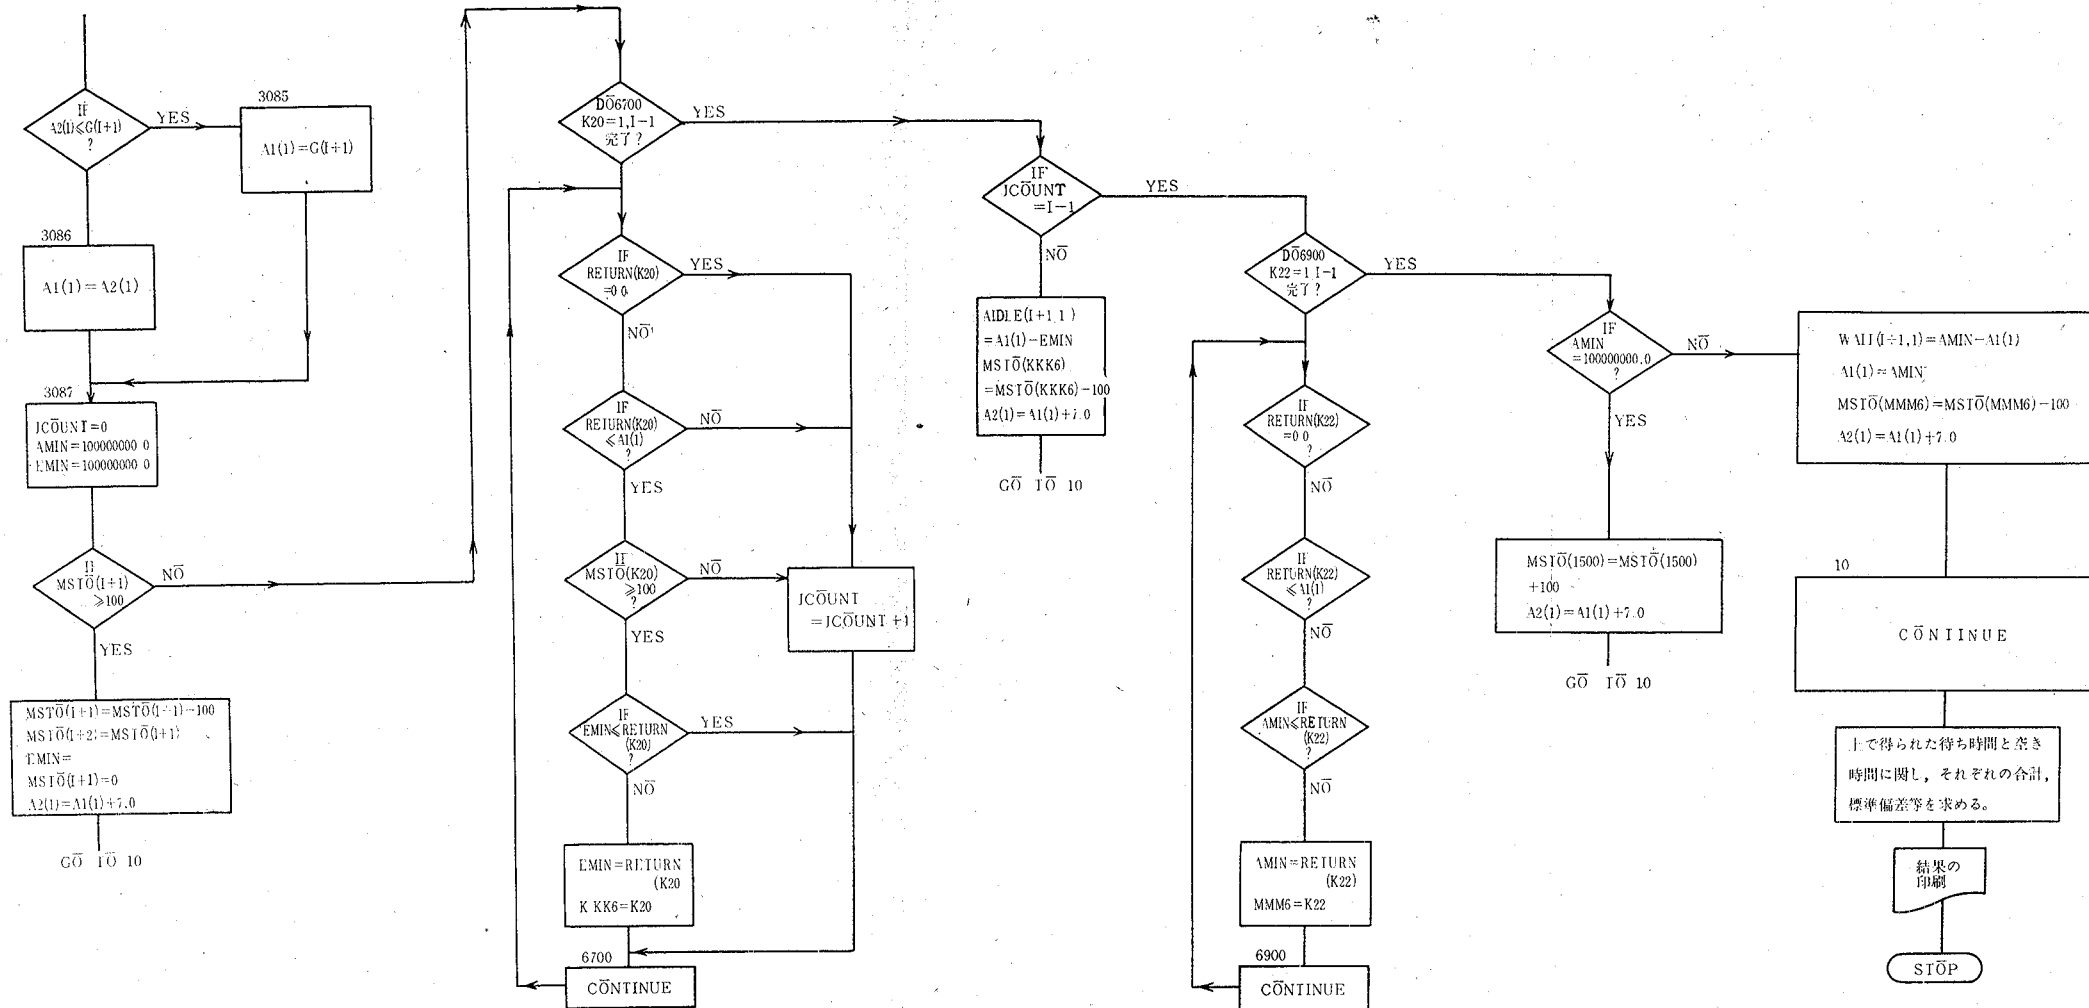 IF
A2(1)≤G(I+1)
?
YES
3085
A1(1)=G(I+1)
3086
A1(1)=A2(1)
3087
JCŌUNT=0
AMIN=100000000 0
EMIN=100000000 0
IF
MSTŌ(I+1)
≥100
NŌ
YES
MSTŌ(I+1)=MSTŌ(I+1)-100
MSTŌ(I+2)=MSTŌ(I+1)
EMIN=
MSTŌ(I+1)=0
A2(1)=A1(1)+7.0
GŌ TŌ 10
DŌ6700
K20=1,I-1
完了?
YES
IF
RETURN(K20)
=0 0
YES
NŌ
IF
RETURN(K20)
≤A1(1)
?
NŌ
YES
IF
MSTŌ(K20)
≥100
?
NŌ
YES
JCŌUNT
=JCŌUNT+1
IF
EMIN≤RETURN
(K20)
?
YES
NŌ
EMIN=RETURN
(K20
K KK6=K20
6700
CŌNTINUE
IF
JCŌUNT
=I-1
YES
NŌ
AIDLE(I+1 1)
=A1(1)-EMIN
MSTŌ(KKK6)
=MSTŌ(KKK6)-100
A2(1)=A1(1)+7.0
GŌ TŌ 10
DŌ6900
K22=1 I-1
完了?
YES
IF
RETURN(K22)
=0 0
?
NŌ
IF
RETURN(K22)
≤A1(1)
?
NŌ
IF
AMIN≤RETURN
(K22)
?
NŌ
AMIN=RETURN
(K22)
MMM6=K22
6900
CŌNTINUE
IF
AMIN
=100000000.0
?
NŌ
YES
MSTŌ(1500)=MSTŌ(1500)
+100
A2(1)=A1(1)+7.0
GŌ TŌ 10
WAIT(I+1,1)=AMIN-A1(1)
A1(1)=AMIN
MSTŌ(MMM6)=MSTŌ(MMM6)-100
A2(1)=A1(1)+7.0
10
CŌNTINUE
上で得られた待ち時間と空き
時間に関し,それぞれの合計,
標準偏差等を求める。
結果の
印刷
STŌP